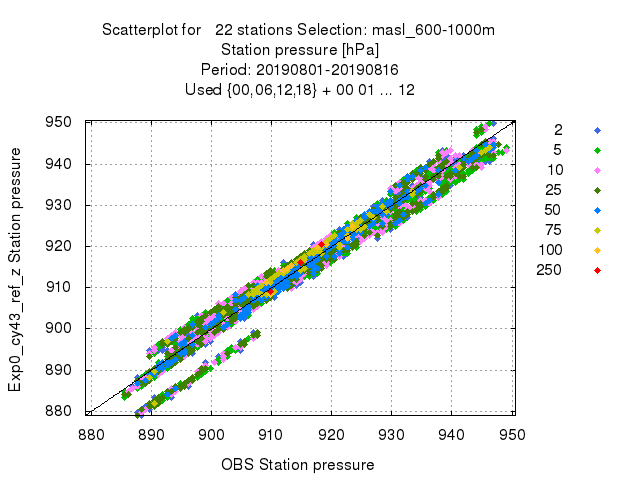 Scatterplot for 22 stations Selection: masl_600-1000m
Station pressure [hPa]
Period: 20190801-20190816
Used {00,06,12,18} + 00 01 ... 12
Exp0_cy43_ref_z Station pressure
950
940
930
920
910
900
890
880
880 890 900 910 920 930 940 950
OBS Station pressure
2
5
10
25
50
75
100
250